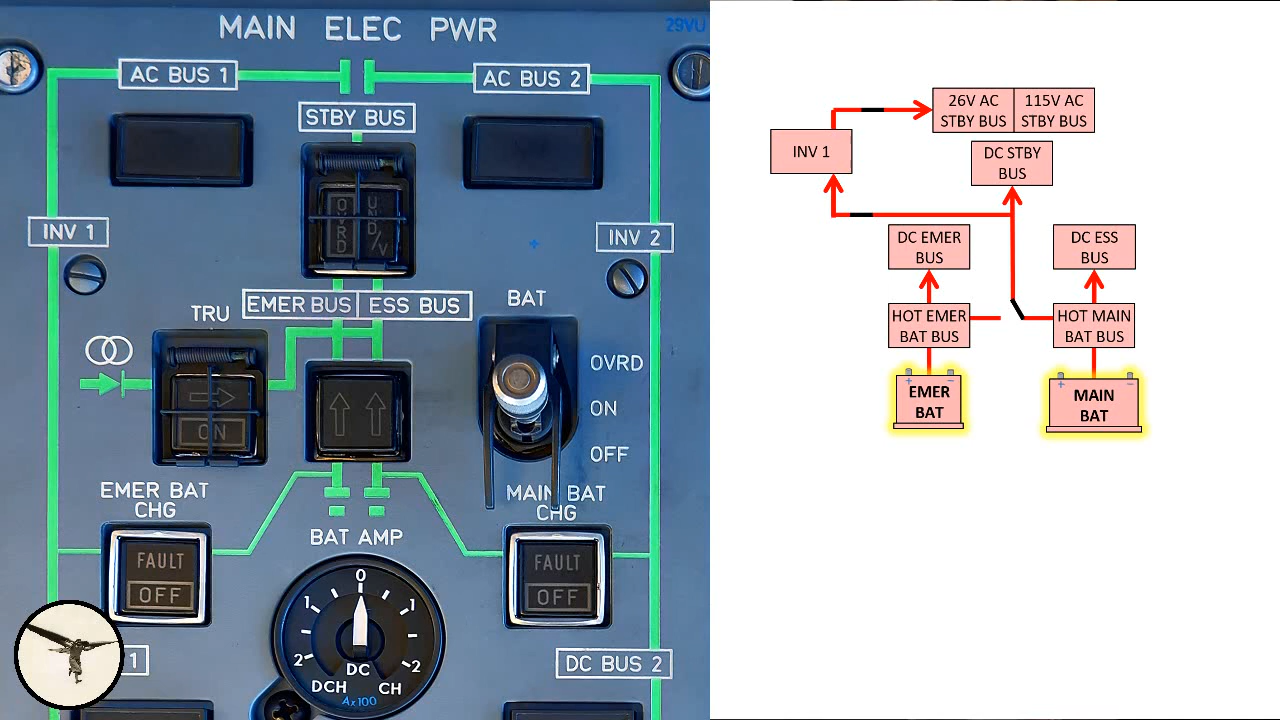 MAIN ELEC PWR
29VU
AC BUS 1
AC BUS 2
STBY BUS
OVRD
UND/V
INV 1
INV 2
EMER BUS
ESS BUS
TRU
BAT
OVRD
ON
OFF
ON
EMER BAT
CHG
MAIN BAT
CHG
BAT AMP
FAULT
OFF
FAULT
OFF
0
1
1
2
2
DC
DCH
CH
Ax100
1
DC BUS 2
26V AC
STBY BUS
115V AC
STBY BUS
INV 1
DC STBY
BUS
DC EMER
BUS
DC ESS
BUS
HOT EMER
BAT BUS
HOT MAIN
BAT BUS
+ −
EMER
BAT
+ −
MAIN
BAT